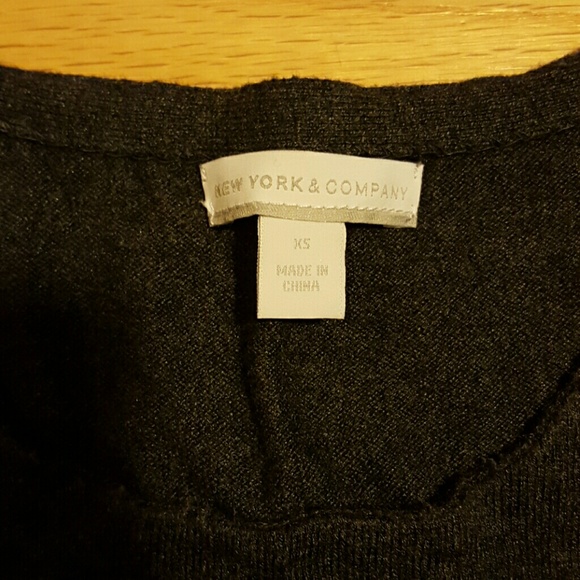 NEW YORK & COMPANY
XS
MADE IN
CHINA